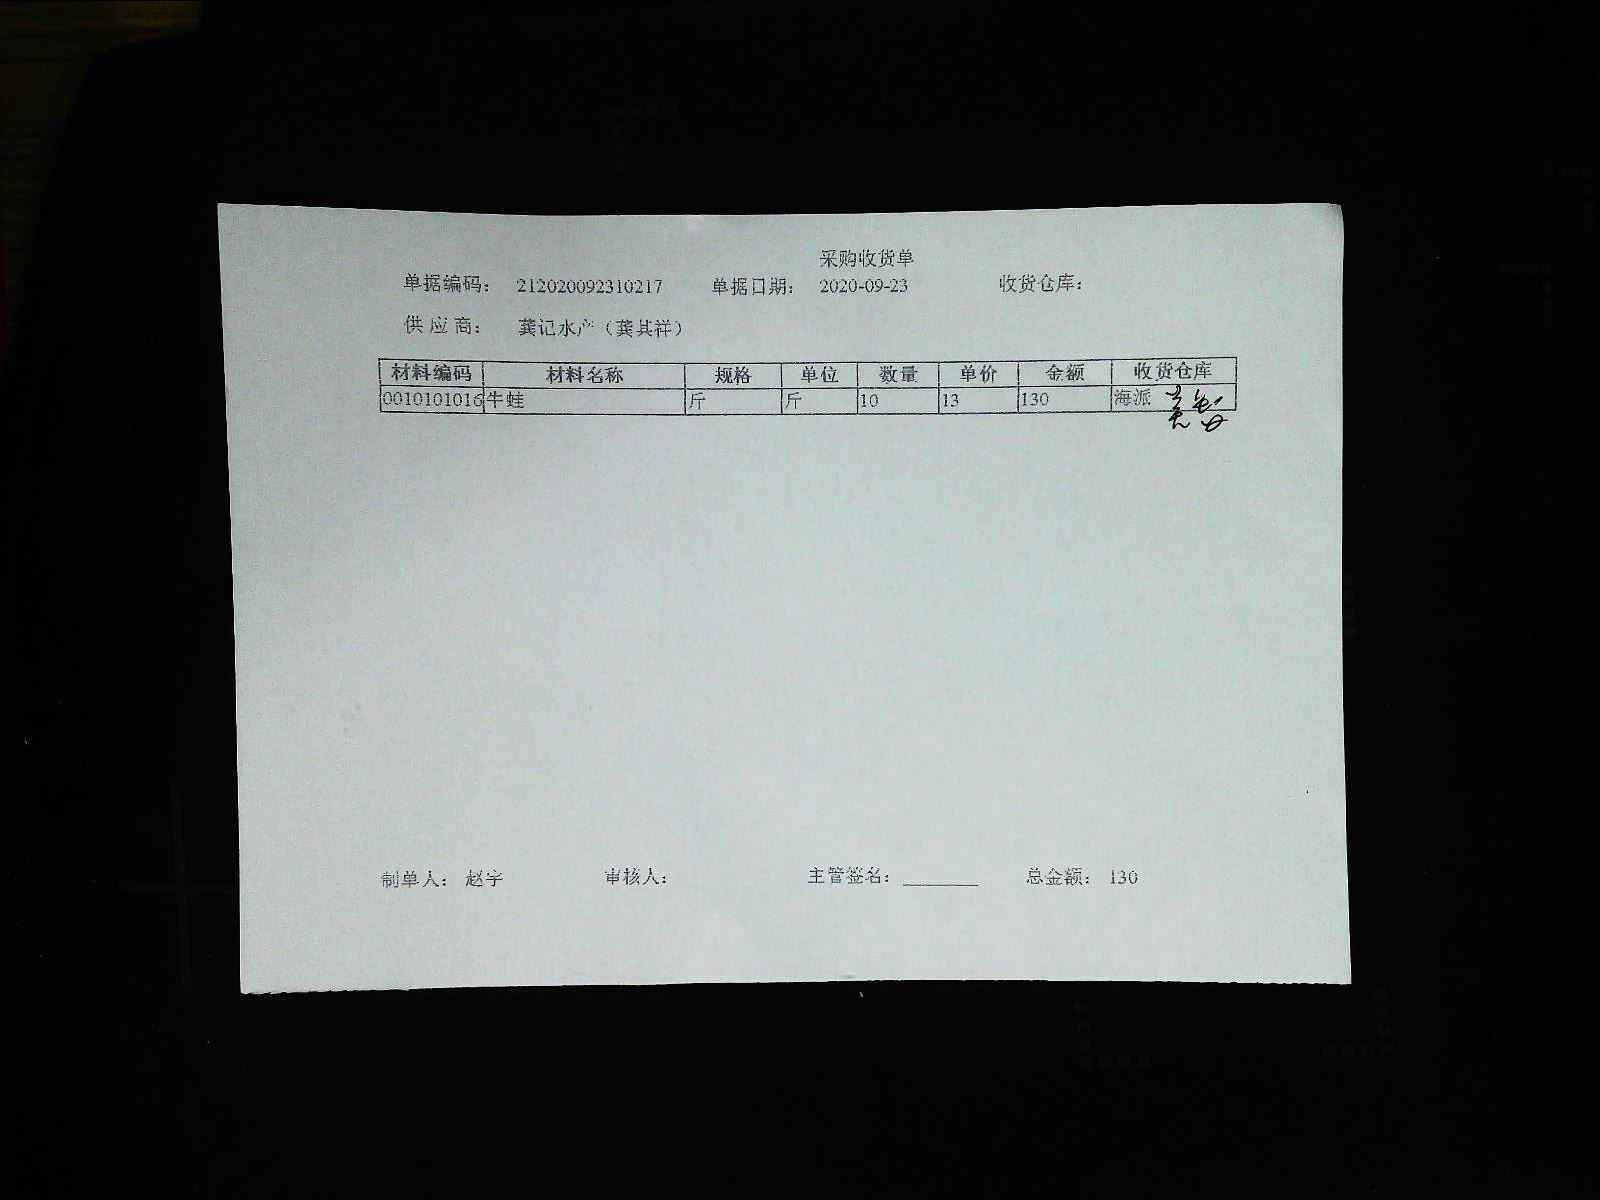 采购收货单
单据编码： 212020092310217 单据日期： 2020-09-23 收货仓库：
供 应 商： 龚记水产（龚其祥）
材料编码 材料名称 规格 单位 数量 单价 金额 收货仓库
0010101016 牛蛙 斤 斤 10 13 130 海派
制单人： 赵宇 审核人： 主管签名： 总金额： 130